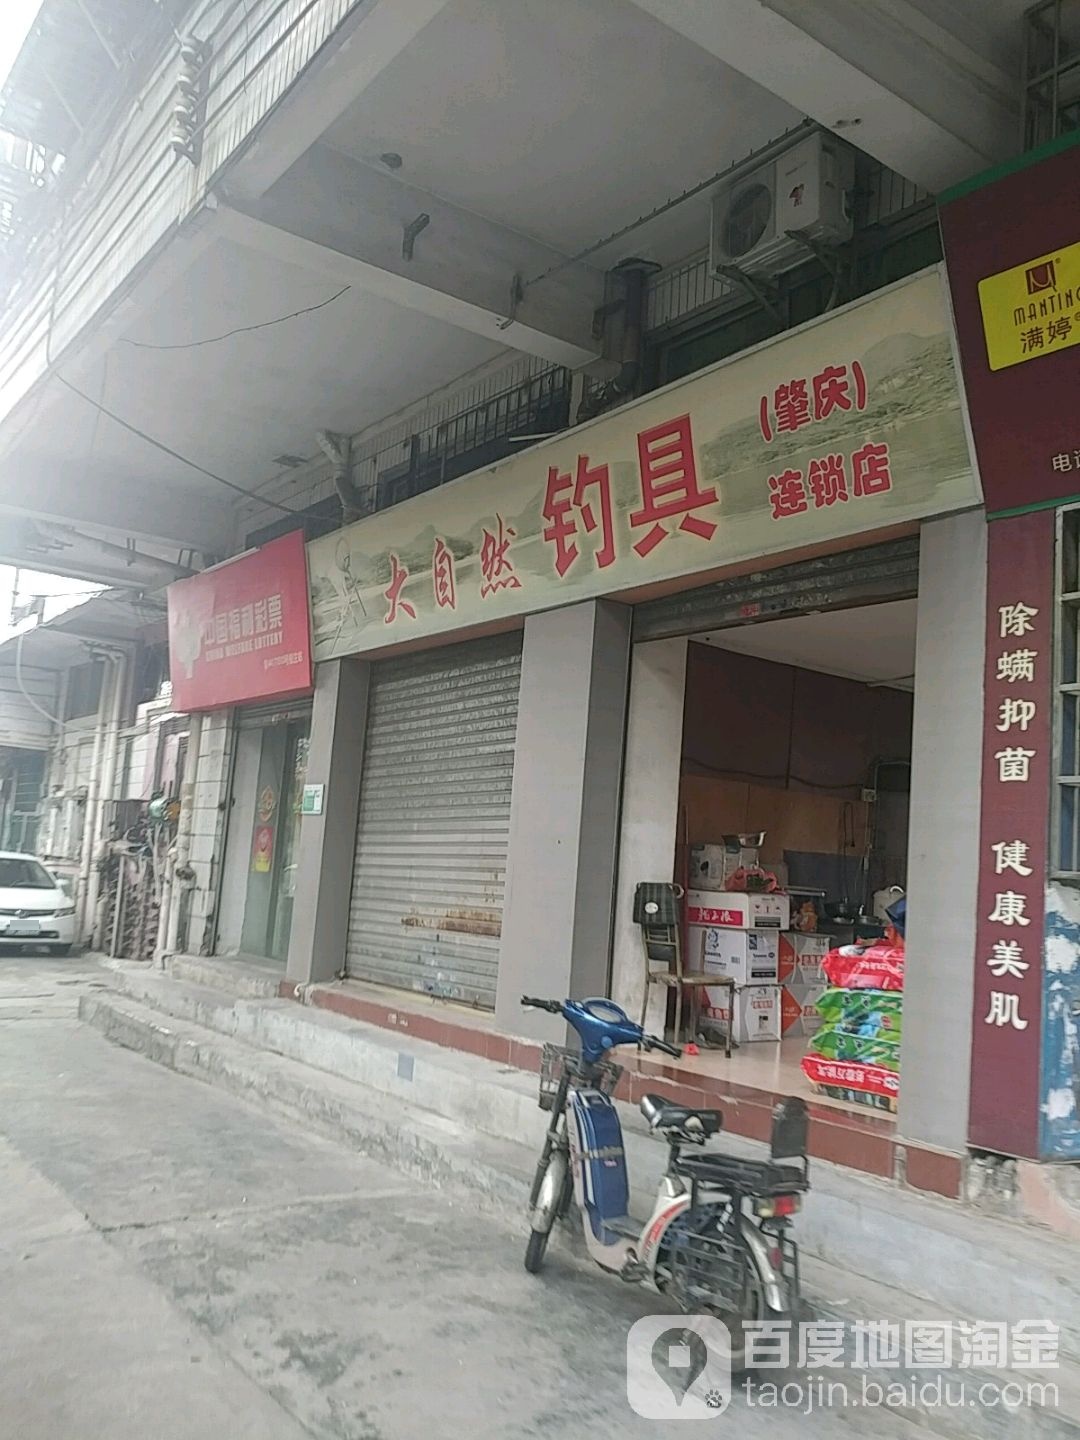 中国福利彩票
CHINA WELFARE LOTTERY
大自然 钓具
(肇庆)
连锁店
MANTING
满婷
电话
除螨抑菌 健康美肌
百度地图淘金
taojin.baidu.com